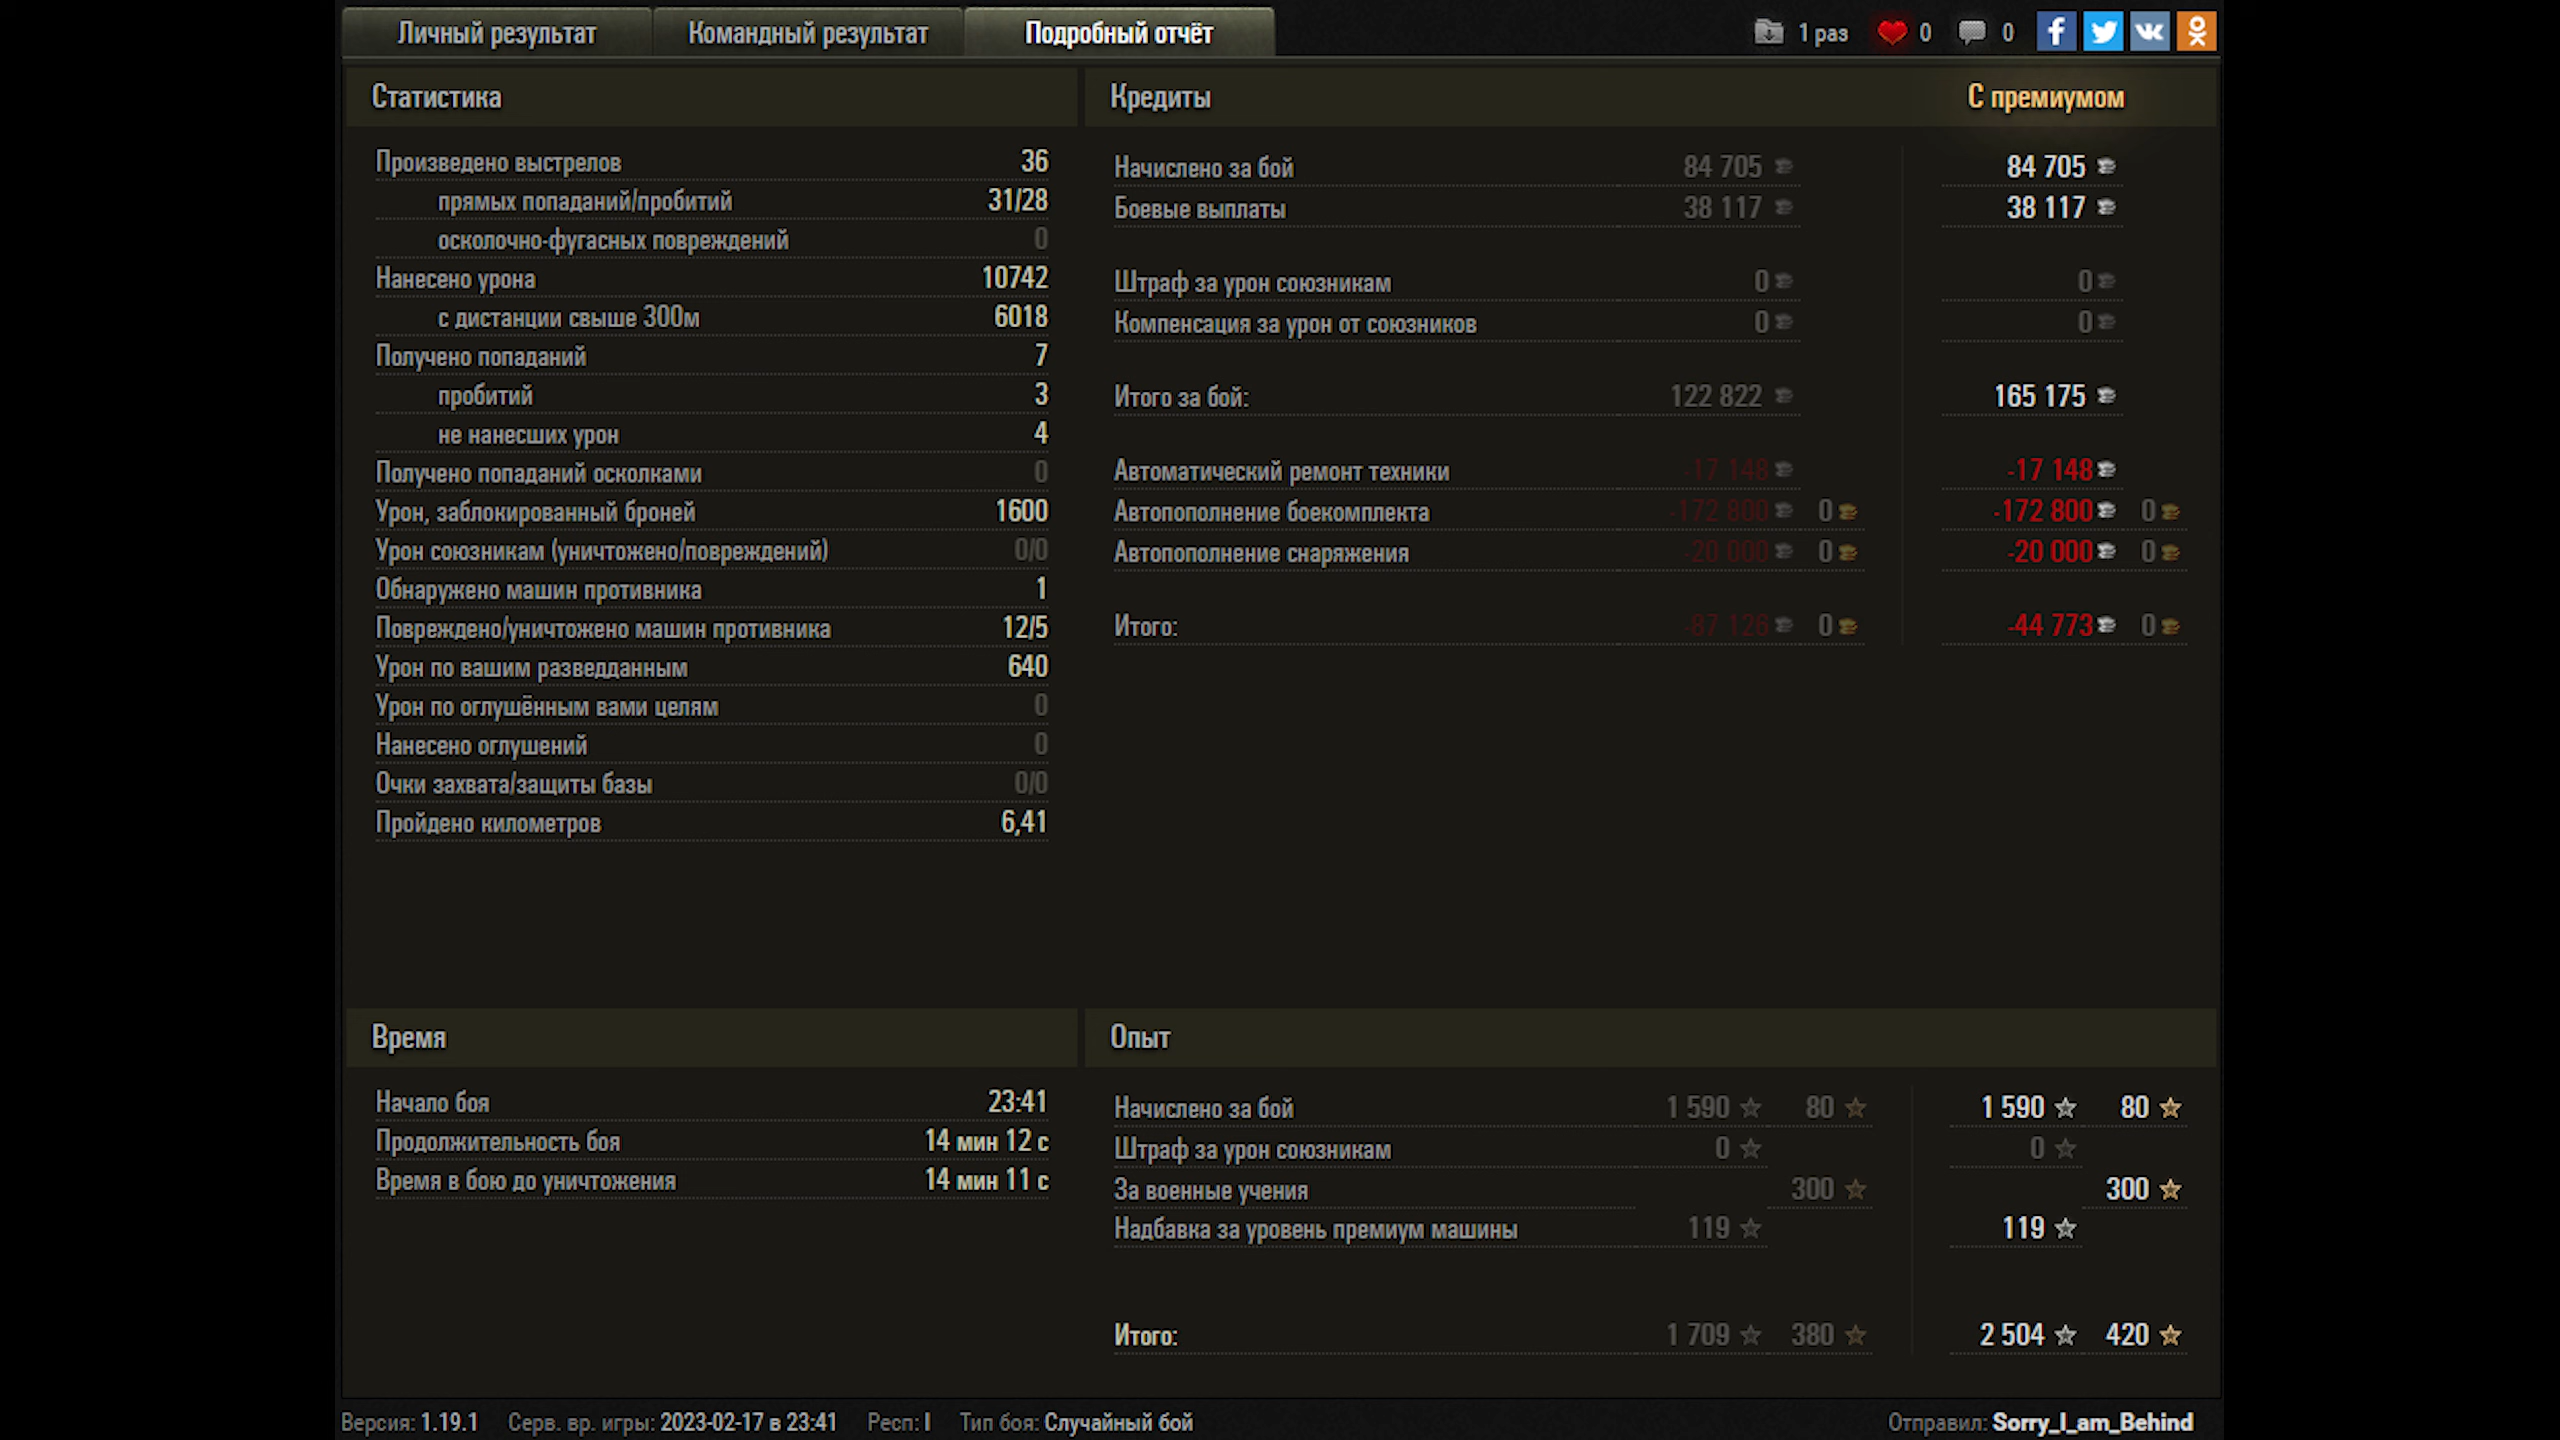 Личный результат Командный результат Подробный отчёт 1 раз 0 0
Статистика
Произведено выстрелов 36
прямых попаданий/пробитий 31/28
осколочно-фугасных повреждений 0
Нанесено урона 10742
с дистанции свыше 300м 6018
Получено попаданий 7
пробитий 3
не нанесших урон 4
Получено попаданий осколками 0
Урон, заблокированный броней 1600
Урон союзникам (уничтожено/повреждений) 0/0
Обнаружено машин противника 1
Повреждено/уничтожено машин противника 12/5
Урон по вашим разведданным 640
Урон по оглушённым вами целям 0
Нанесено оглушений 0
Очки захвата/защиты базы 0/0
Пройдено километров 6,41
Кредиты С премиумом
Начислено за бой 84 705 84 705
Боевые выплаты 38 117 38 117
Штраф за урон союзникам 0 0
Компенсация за урон от союзников 0 0
Итого за бой: 122 822 165 175
Автоматический ремонт техники -17 148 -17 148
Автопополнение боекомплекта -172 800 0 -172 800 0
Автопополнение снаряжения -20 000 0 -20 000 0
Итого: -87 126 0 -44 773 0
Время
Начало боя 23:41
Продолжительность боя 14 мин 12 с
Время в бою до уничтожения 14 мин 11 с
Опыт
Начислено за бой 1 590 80 1 590 80
Штраф за урон союзникам 0 0
За военные учения 300 300
Надбавка за уровень премиум машины 119 119
Итого: 1 709 380 2 504 420
Версия: 1.19.1 Серв. вр. игры: 2023-02-17 в 23:41 Респ: I Тип боя: Случайный бой Отправил: Sorry_I_am_Behind